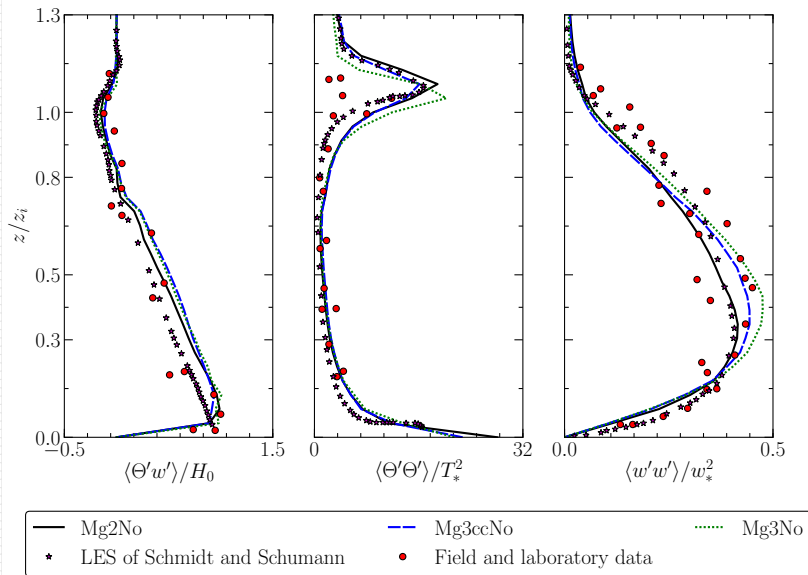 1.3
1.0
0.8
z/z_i
0.5
0.3
0.0
−0.5 1.5 0 32 0.0 0.5
⟨Θ′w′⟩/H_0 ⟨Θ′Θ′⟩/T_*^2 ⟨w′w′⟩/w_*^2
Mg2No Mg3ccNo Mg3No
LES of Schmidt and Schumann Field and laboratory data